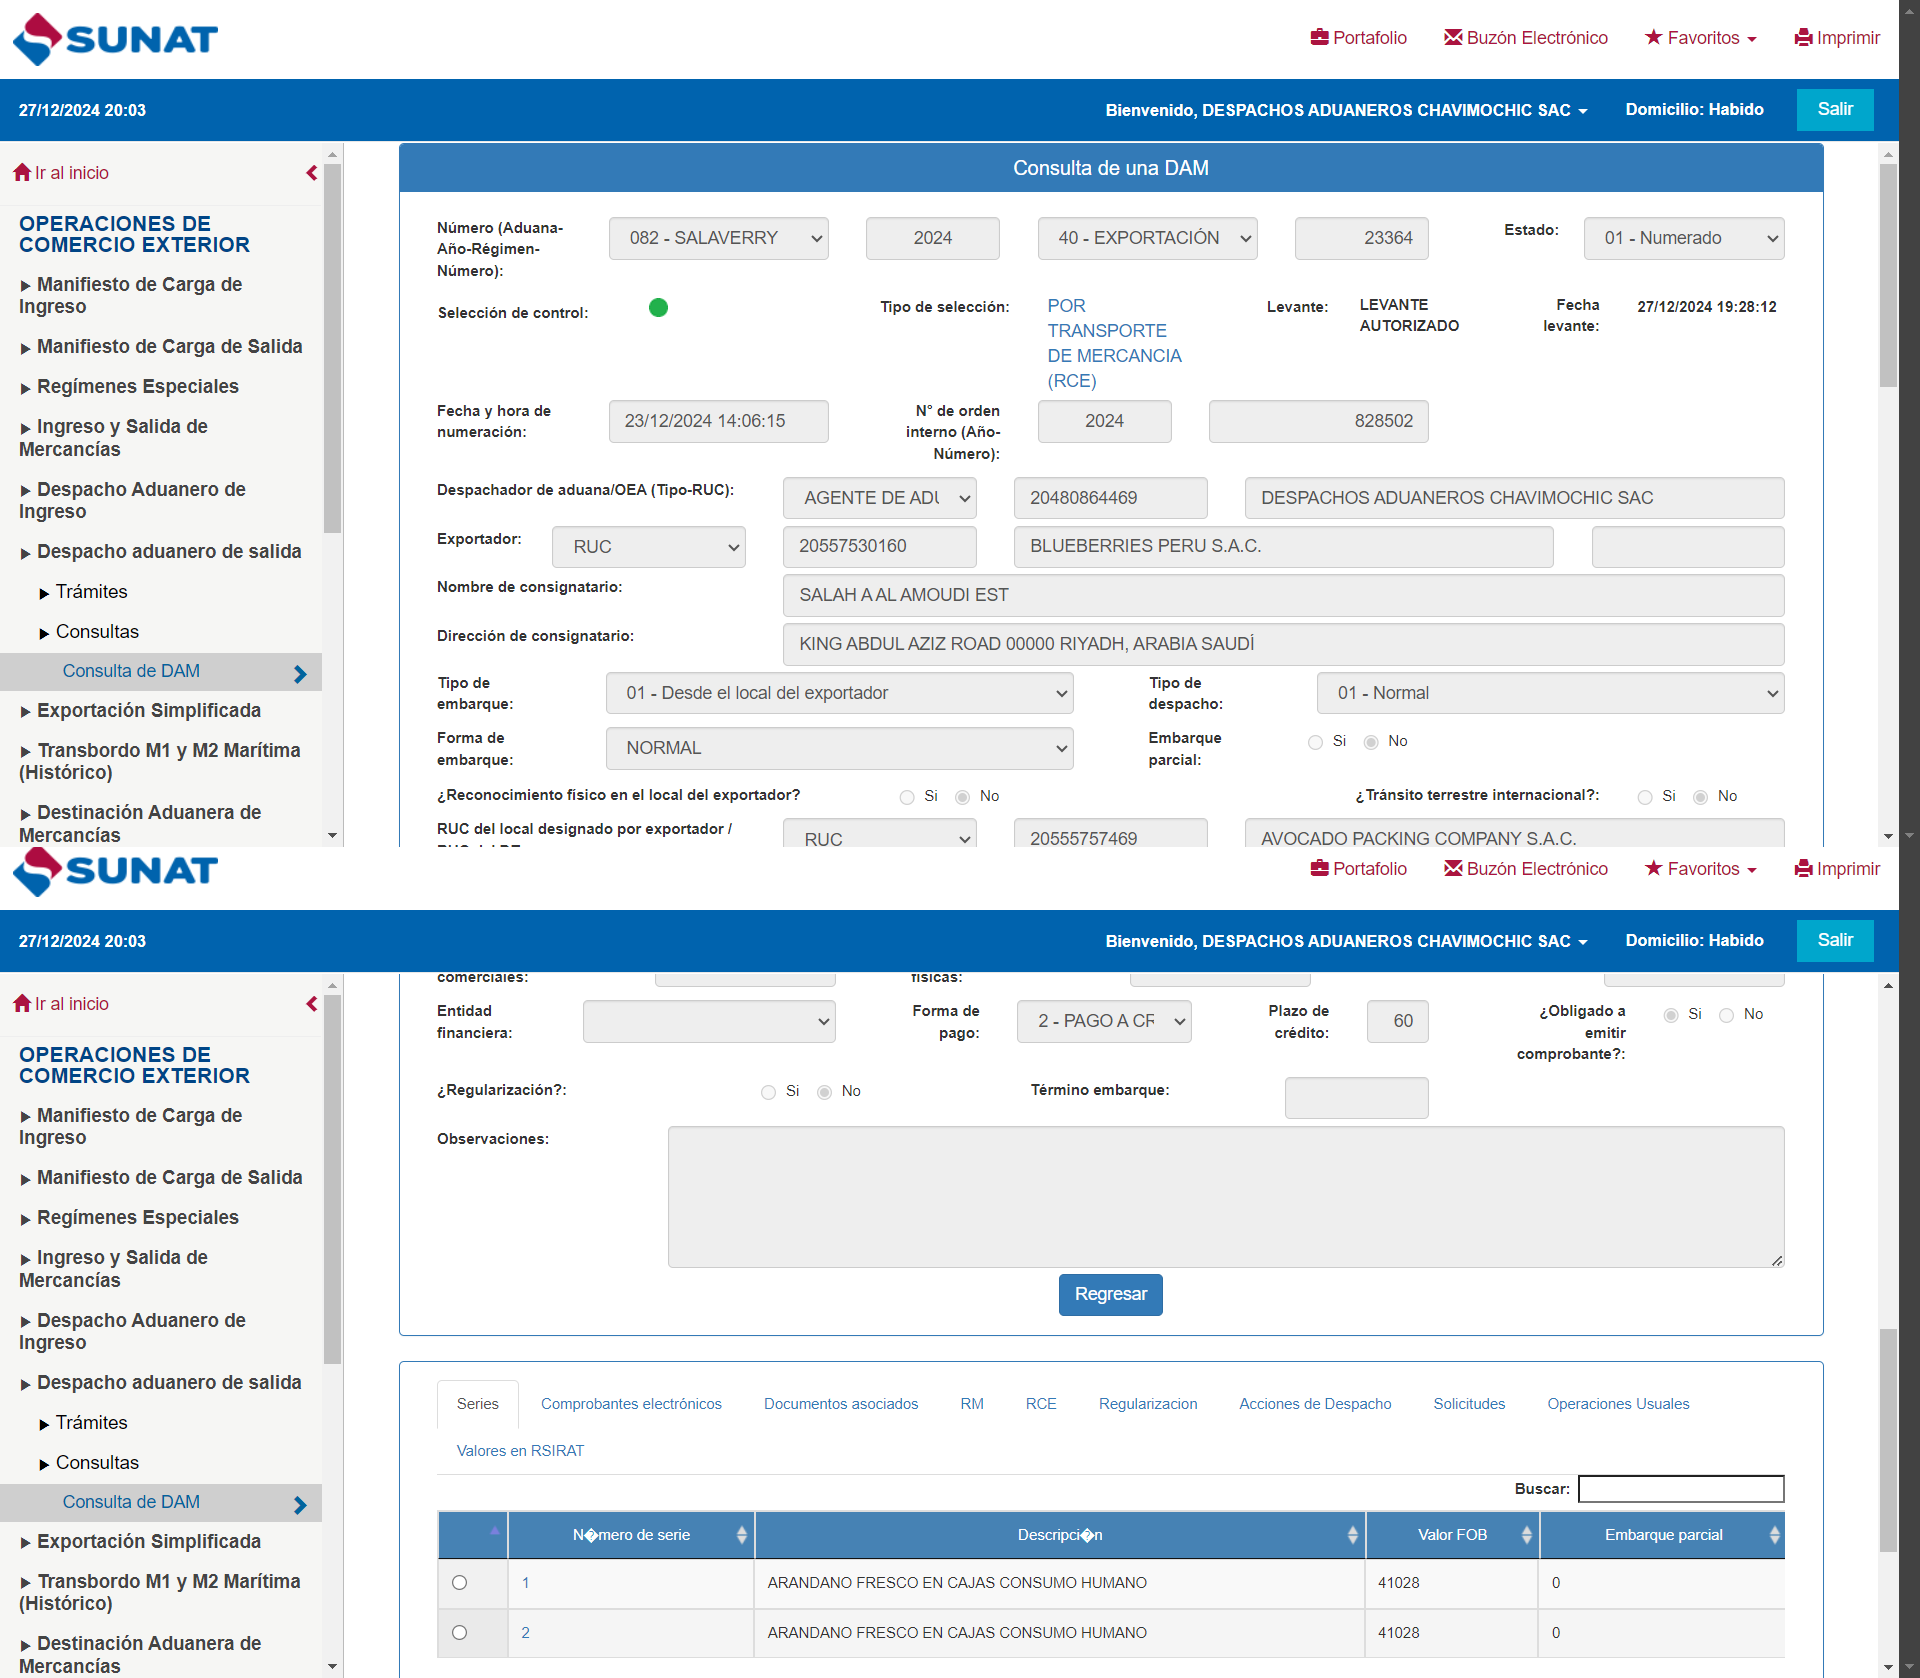 SUNAT
Portafolio
Buzón Electrónico
Favoritos
Imprimir
27/12/2024 20:03
Bienvenido, DESPACHOS ADUANEROS CHAVIMOCHIC SAC
Domicilio: Habido
Salir
Ir al inicio
OPERACIONES DE
COMERCIO EXTERIOR
Manifiesto de Carga de
Ingreso
Manifiesto de Carga de Salida
Regímenes Especiales
Ingreso y Salida de
Mercancías
Despacho Aduanero de
Ingreso
Despacho aduanero de salida
Trámites
Consultas
Consulta de DAM
Exportación Simplificada
Transbordo M1 y M2 Marítima
(Histórico)
Destinación Aduanera de
Mercancías
Consulta de una DAM
Número (Aduana-
Año-Régimen-
Número):
082 - SALAVERRY
2024
40 - EXPORTACIÓN
23364
Estado:
01 - Numerado
Selección de control:
Tipo de selección:
POR
TRANSPORTE
DE MERCANCIA
(RCE)
Levante:
LEVANTE
AUTORIZADO
Fecha
levante:
27/12/2024 19:28:12
Fecha y hora de
numeración:
23/12/2024 14:06:15
N° de orden
interno (Año-
Número):
2024
828502
Despachador de aduana/OEA (Tipo-RUC):
AGENTE DE ADU
20480864469
DESPACHOS ADUANEROS CHAVIMOCHIC SAC
Exportador:
RUC
20557530160
BLUEBERRIES PERU S.A.C.
Nombre de consignatario:
SALAH A AL AMOUDI EST
Dirección de consignatario:
KING ABDUL AZIZ ROAD 00000 RIYADH, ARABIA SAUDÍ
Tipo de
embarque:
01 - Desde el local del exportador
Tipo de
despacho:
01 - Normal
Forma de
embarque:
NORMAL
Embarque
parcial:
Si
No
¿Reconocimiento físico en el local del exportador?
Si
No
¿Tránsito terrestre internacional?:
Si
No
RUC del local designado por exportador /
RUC
20555757469
AVOCADO PACKING COMPANY S.A.C.
SUNAT
Portafolio
Buzón Electrónico
Favoritos
Imprimir
27/12/2024 20:03
Bienvenido, DESPACHOS ADUANEROS CHAVIMOCHIC SAC
Domicilio: Habido
Salir
Ir al inicio
OPERACIONES DE
COMERCIO EXTERIOR
Manifiesto de Carga de
Ingreso
Manifiesto de Carga de Salida
Regímenes Especiales
Ingreso y Salida de
Mercancías
Despacho Aduanero de
Ingreso
Despacho aduanero de salida
Trámites
Consultas
Consulta de DAM
Exportación Simplificada
Transbordo M1 y M2 Marítima
(Histórico)
Destinación Aduanera de
Mercancías
comerciales:
físicas:
Entidad
financiera:
Forma de
pago:
2 - PAGO A CR
Plazo de
crédito:
60
¿Obligado a
emitir
comprobante?:
Si
No
¿Regularización?:
Si
No
Término embarque:
Observaciones:
Regresar
Series
Comprobantes electrónicos
Documentos asociados
RM
RCE
Regularizacion
Acciones de Despacho
Solicitudes
Operaciones Usuales
Valores en RSIRAT
Buscar:
N�mero de serie
Descripci�n
Valor FOB
Embarque parcial
1
ARANDANO FRESCO EN CAJAS CONSUMO HUMANO
41028
0
2
ARANDANO FRESCO EN CAJAS CONSUMO HUMANO
41028
0